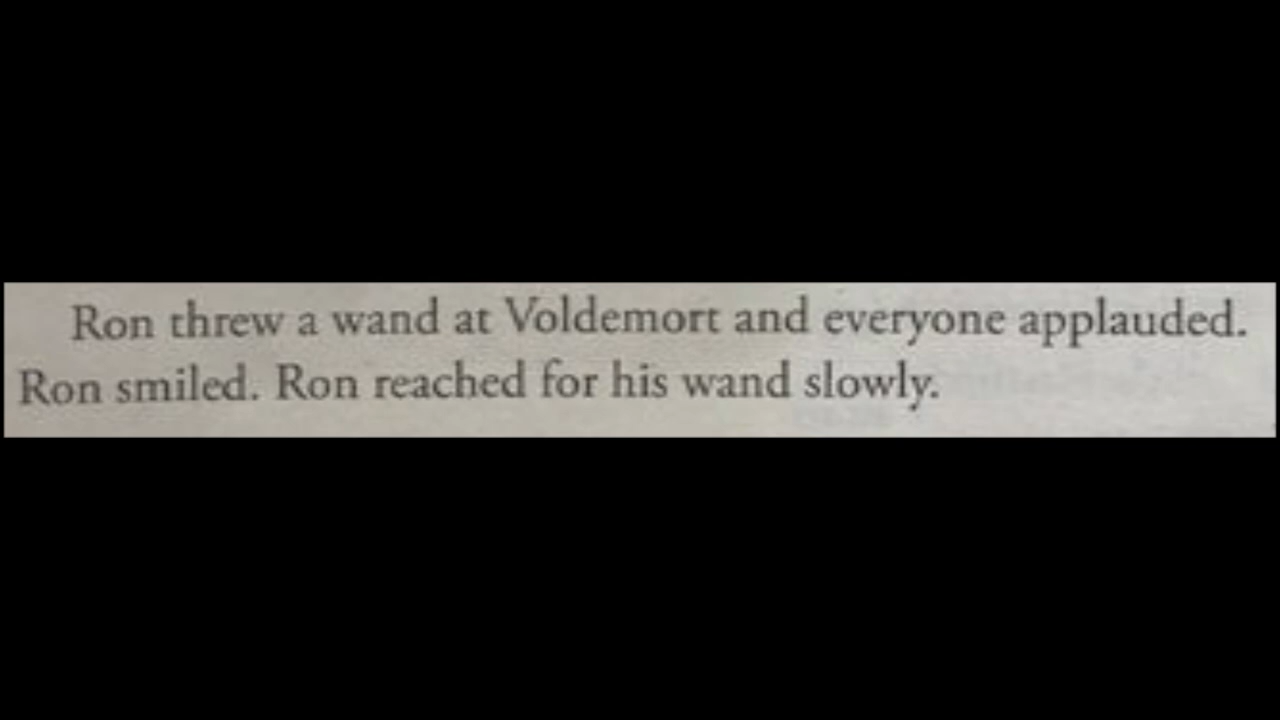 Ron threw a wand at Voldemort and everyone applauded.
Ron smiled. Ron reached for his wand slowly.